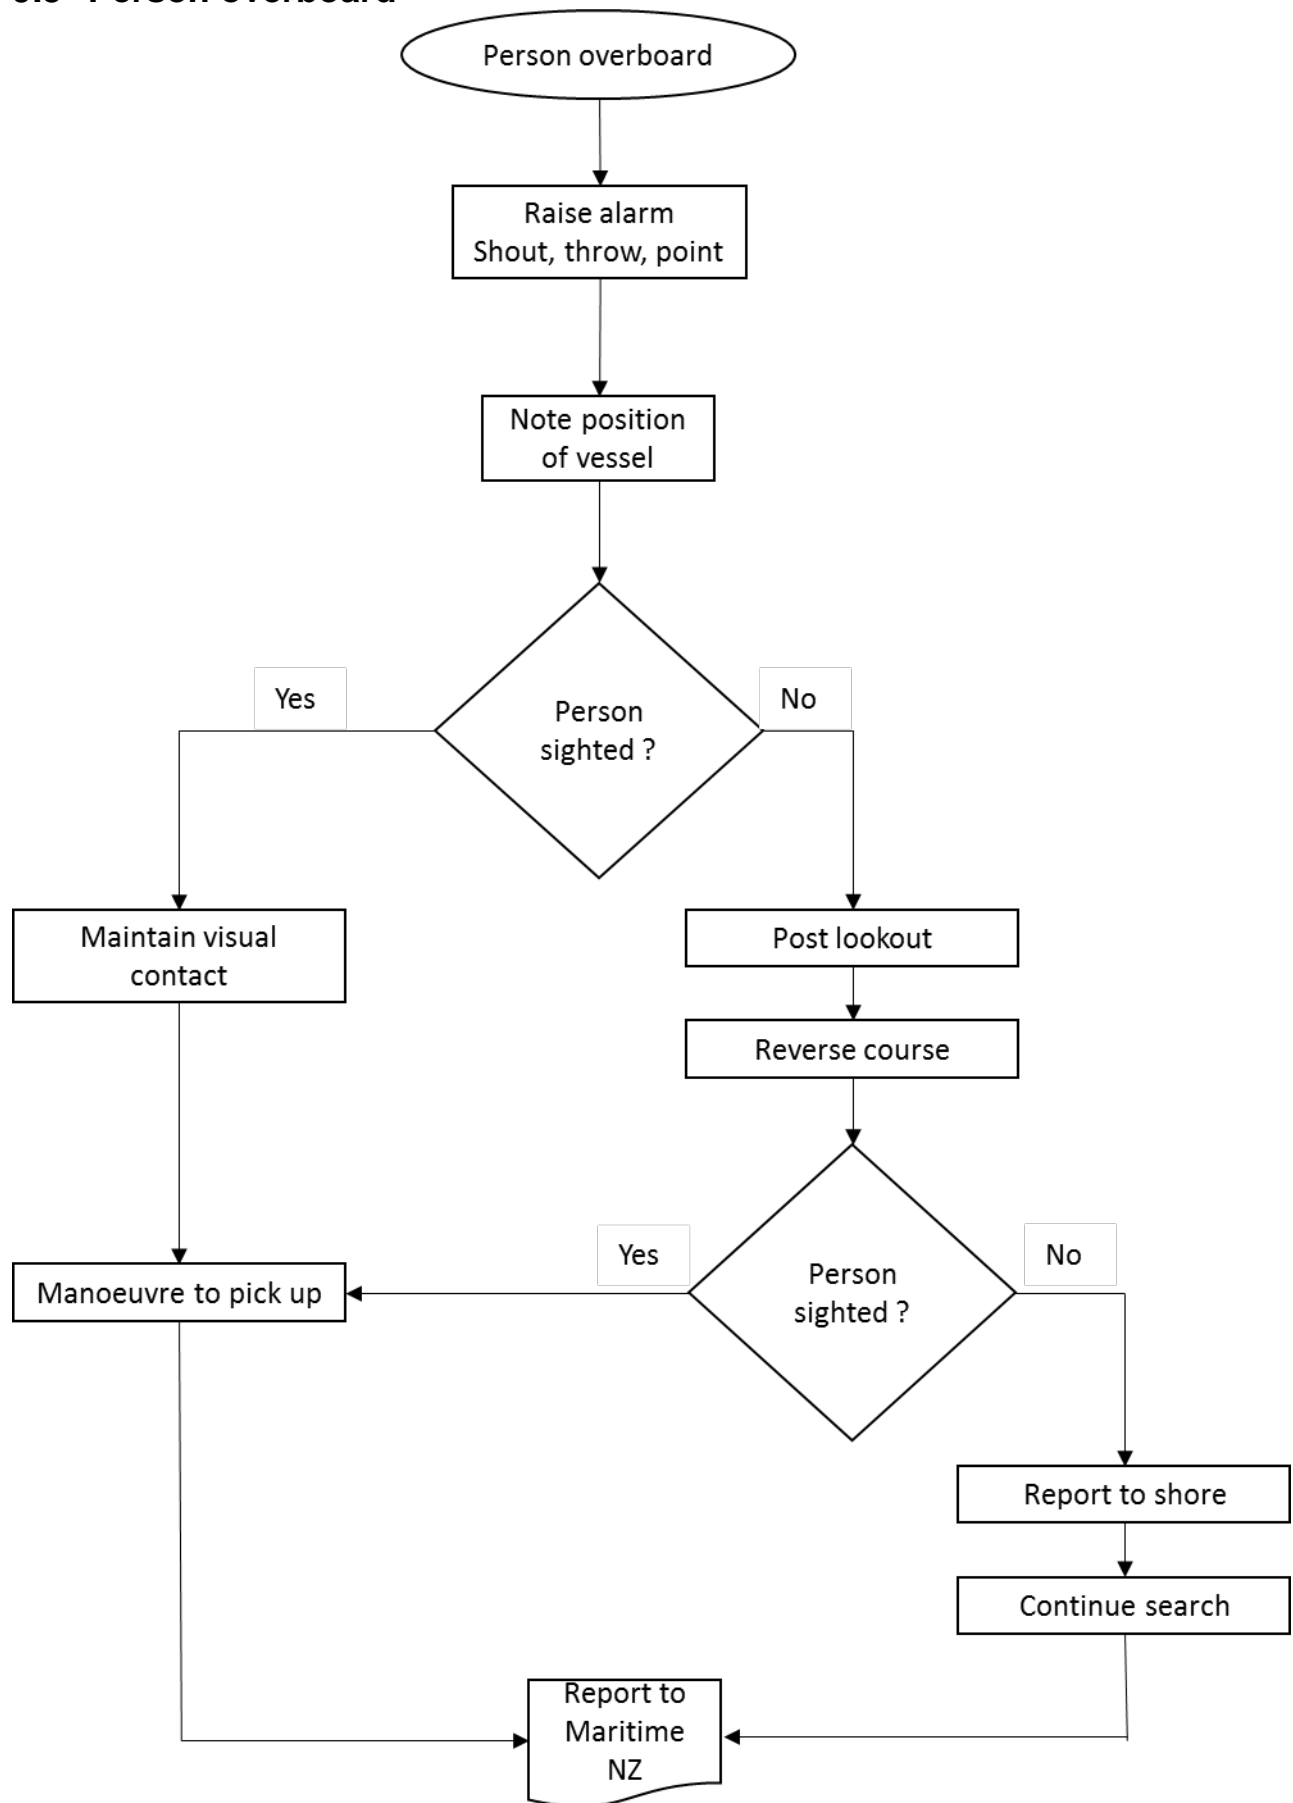 Person overboard
Person overboard
Raise alarm
Shout, throw, point
Note position
of vessel
Yes
No
Person
sighted ?
Maintain visual
contact
Post lookout
Reverse course
Yes
No
Person
sighted ?
Manoeuvre to pick up
Report to shore
Continue search
Report to
Maritime
NZ